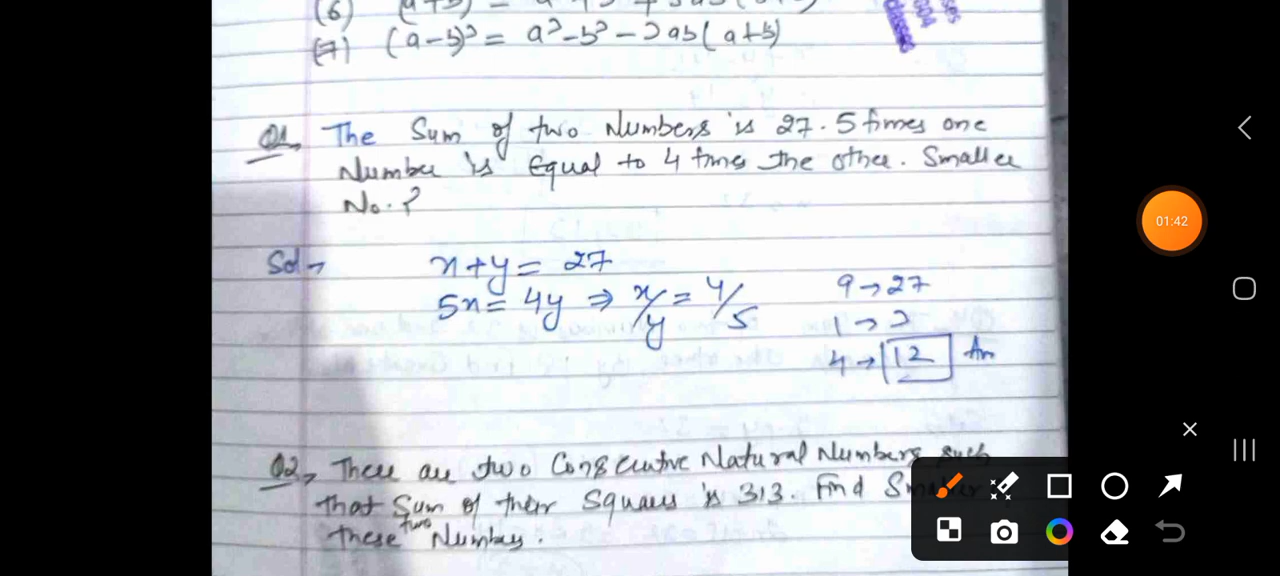 (6)
(7) (a-b)³ = a³-b³-3ab(a+b)
Q1, The Sum of two Numbers is 27. 5 times one
Number is Equal to 4 times the other. Smaller
No.?
Sol→
x+y = 27
5x = 4y ⇒ x/y = 4/5
9→27
1→3
4→12 An
Q2, There are two Consecutive Natural Numbers such
that Sum of their Squares is 313. Find
these two Number.
01:42